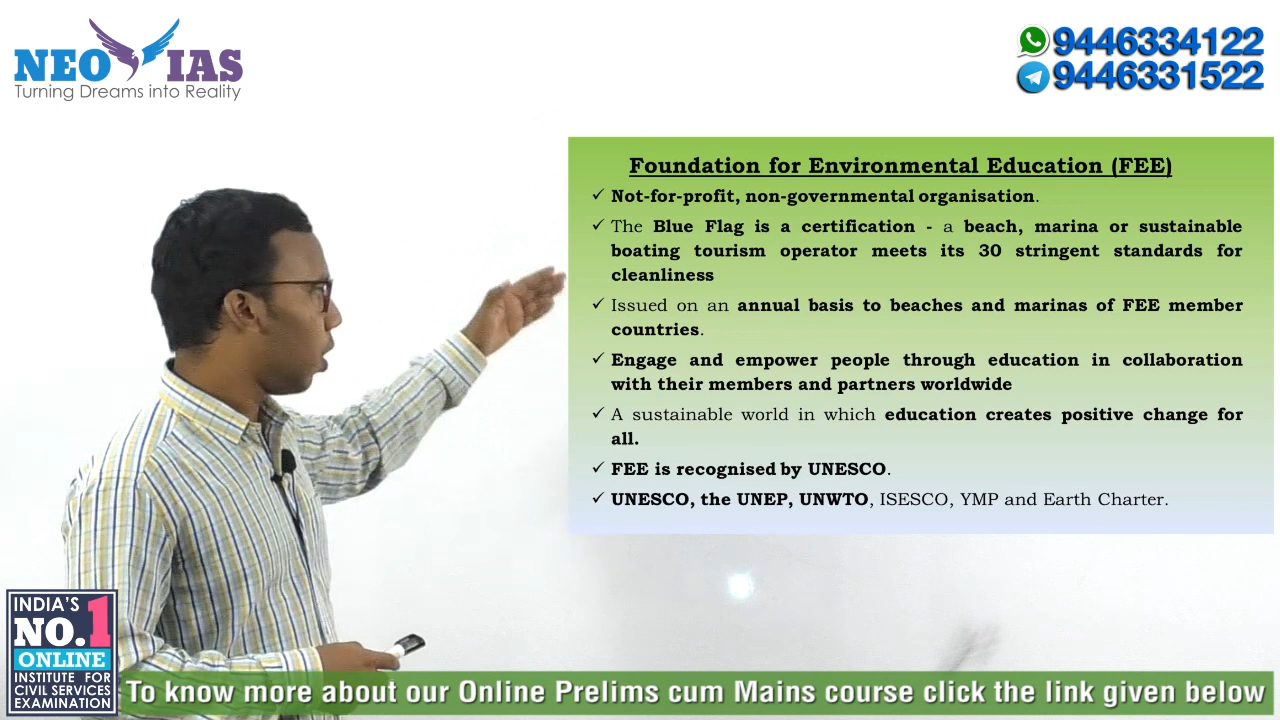 NEO IAS
Turning Dreams into Reality
9446334122
9446331522
Foundation for Environmental Education (FEE)
✓ Not-for-profit, non-governmental organisation.
✓ The Blue Flag is a certification - a beach, marina or sustainable
boating tourism operator meets its 30 stringent standards for
cleanliness
✓ Issued on an annual basis to beaches and marinas of FEE member
countries.
✓ Engage and empower people through education in collaboration
with their members and partners worldwide
✓ A sustainable world in which education creates positive change for
all.
✓ FEE is recognised by UNESCO.
✓ UNESCO, the UNEP, UNWTO, ISESCO, YMP and Earth Charter.
INDIA'S
NO.1
ONLINE
INSTITUTE FOR
CIVIL SERVICES
EXAMINATION
To know more about our Online Prelims cum Mains course click the link given below